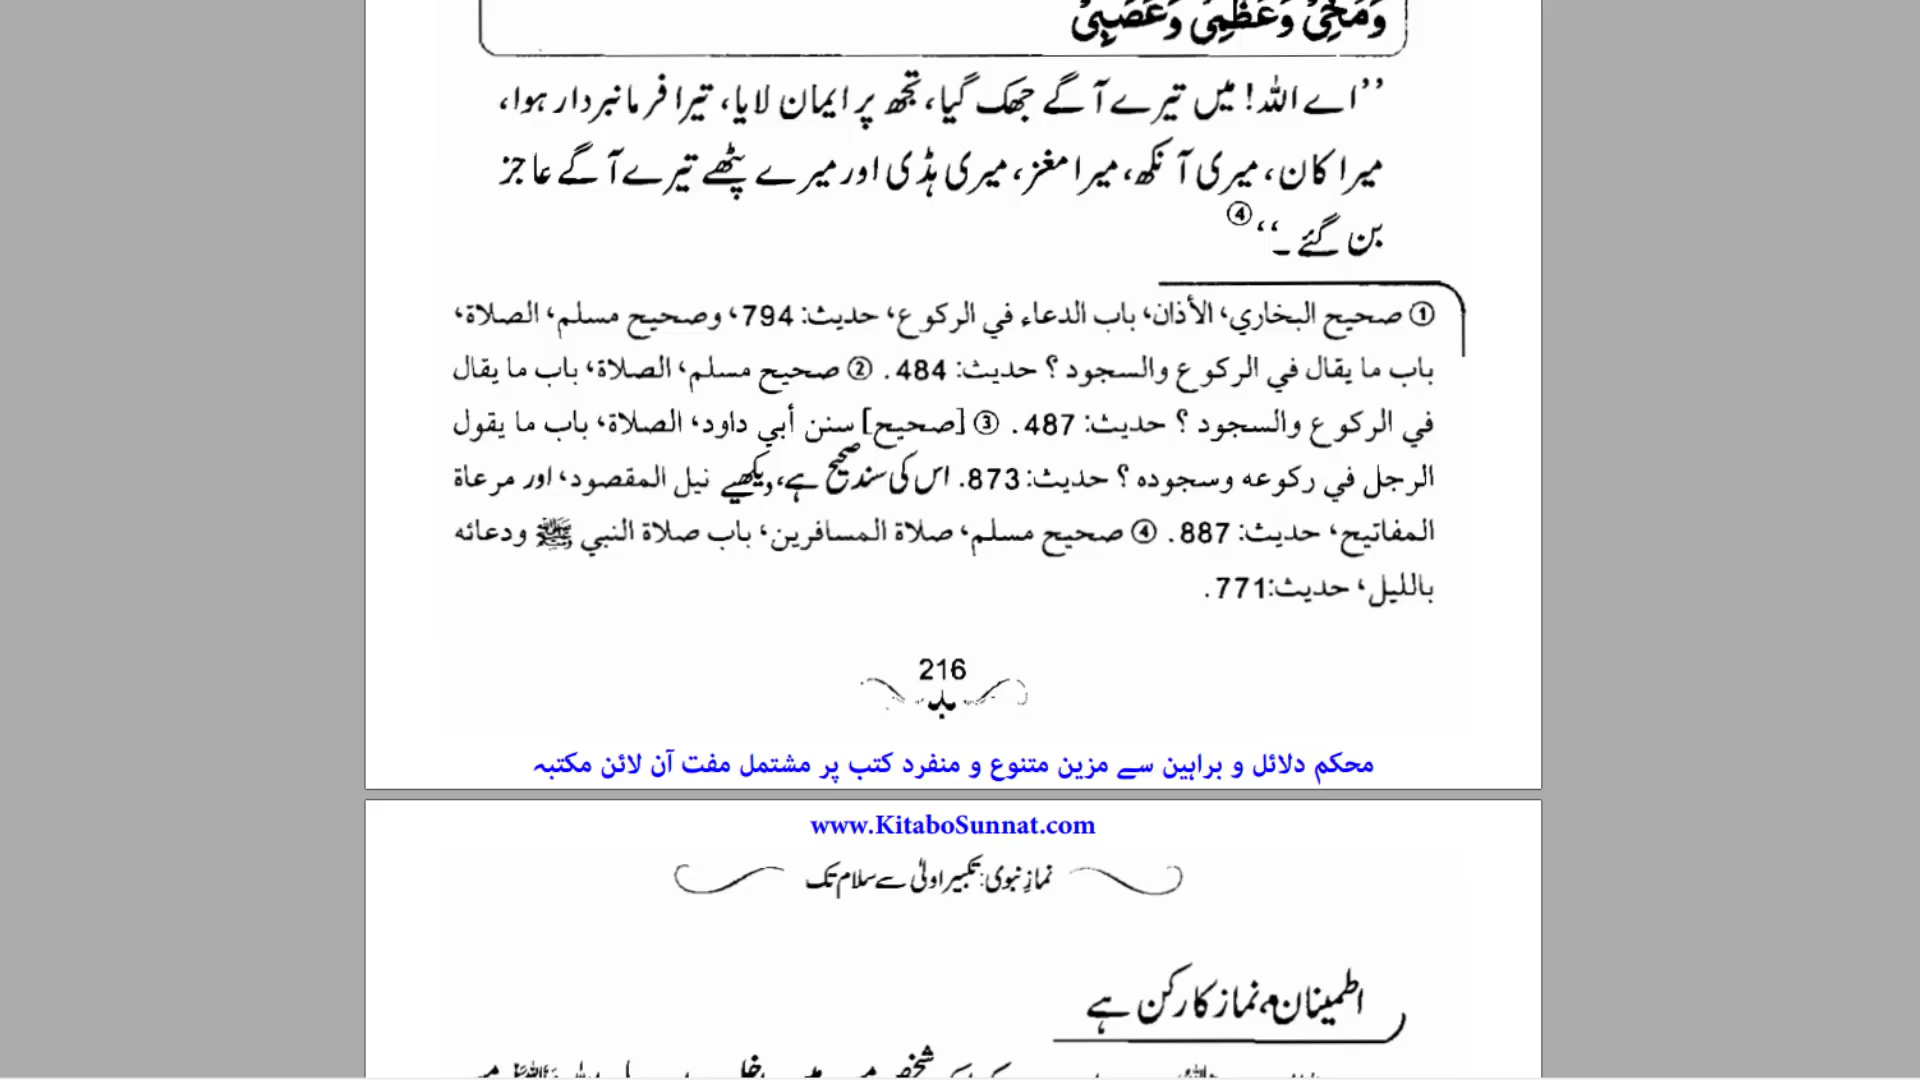 وَمُخِّيْ وَعَظْمِيْ وَعَصَبِيْ
’’اے اللہ! میں تیرے آگے جھک گیا، تجھ پر ایمان لایا، تیرا فرمانبردار ہوا،
میرا کان، میری آنکھ، میرا مغز، میری ہڈی اور میرے پٹھے تیرے آگے عاجز
بن گئے۔‘‘④
① صحيح البخاري، الأذان، باب الدعاء في الركوع، حديث: 794، وصحيح مسلم، الصلاة،
باب ما يقال في الركوع والسجود؟ حديث: 484. ② صحيح مسلم، الصلاة، باب ما يقال
في الركوع والسجود؟ حديث: 487. ③ [صحيح] سنن أبي داود، الصلاة، باب ما يقول
الرجل في ركوعه وسجوده؟ حديث: 873. اس کی سند صحیح ہے، دیکھیے نيل المقصود، اور مرعاة
المفاتيح، حديث: 887. ④ صحيح مسلم، صلاة المسافرين، باب صلاة النبي ﷺ ودعائه
بالليل، حديث:771.
216
محکم دلائل و براہین سے مزین متنوع و منفرد کتب پر مشتمل مفت آن لائن مکتبہ
www.KitaboSunnat.com
نمازِ نبوی: تکبیر اولیٰ سے سلام تک
اطمینان، نماز کا رکن ہے